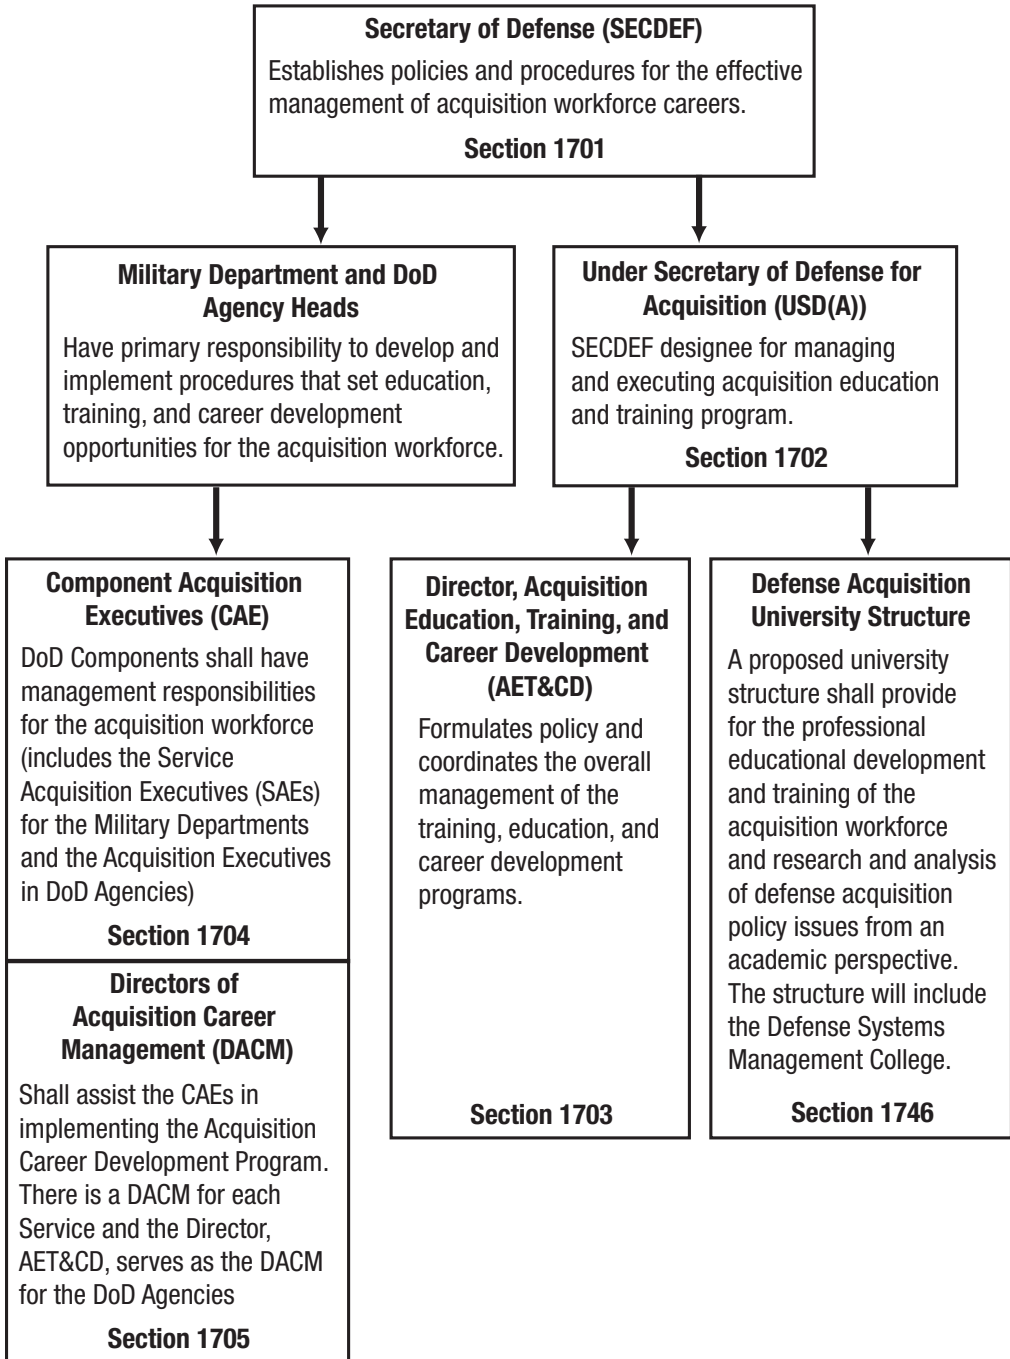 Secretary of Defense (SECDEF)
Establishes policies and procedures for the effective
management of acquisition workforce careers.
Section 1701
Military Department and DoD
Agency Heads
Have primary responsibility to develop and
implement procedures that set education,
training, and career development
opportunities for the acquisition workforce.
Under Secretary of Defense for
Acquisition (USD(A))
SECDEF designee for managing
and executing acquisition education
and training program.
Section 1702
Component Acquisition
Executives (CAE)
DoD Components shall have
management responsibilities
for the acquisition workforce
(includes the Service
Acquisition Executives (SAEs)
for the Military Departments
and the Acquisition Executives
in DoD Agencies)
Section 1704
Directors of
Acquisition Career
Management (DACM)
Shall assist the CAEs in
implementing the Acquisition
Career Development Program.
There is a DACM for each
Service and the Director,
AET&CD, serves as the DACM
for the DoD Agencies
Section 1705
Director, Acquisition
Education, Training, and
Career Development
(AET&CD)
Formulates policy and
coordinates the overall
management of the
training, education, and
career development
programs.
Section 1703
Defense Acquisition
University Structure
A proposed university
structure shall provide
for the professional
educational development
and training of the
acquisition workforce
and research and analysis
of defense acquisition
policy issues from an
academic perspective.
The structure will include
the Defense Systems
Management College.
Section 1746